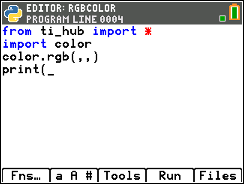 EDITOR: RGBCOLOR
PROGRAM LINE 0004
from ti_hub import *
import color
color.rgb(,,)
print(_
Fns… a A # Tools Run Files